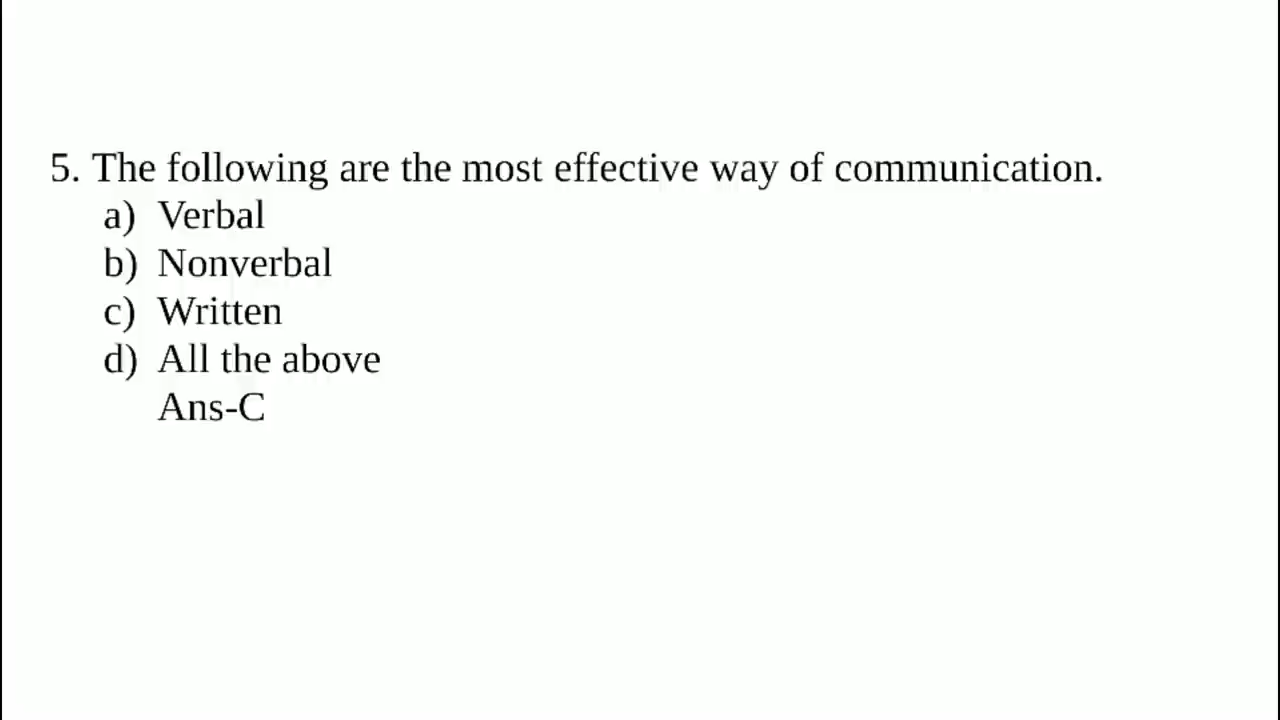 5. The following are the most effective way of communication.
a) Verbal
b) Nonverbal
c) Written
d) All the above
Ans-C